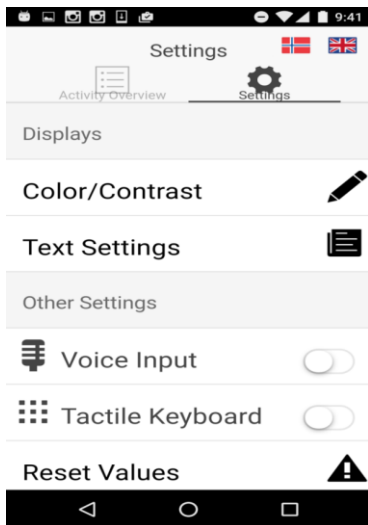 9:41
Settings
Activity Overview
Settings
Displays
Color/Contrast
Text Settings
Other Settings
Voice Input
Tactile Keyboard
Reset Values